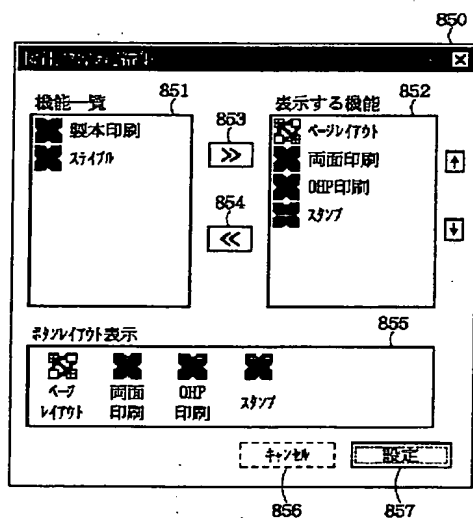 850
機能一覧
851
製本印刷
ステイプル
853
≫
854
≪
表示する機能
852
ページレイアウト
両面印刷
OHP印刷
スタンプ
↑
↓
ボタンレイアウト表示
855
ページ
レイアウト
両面
印刷
OHP
印刷
スタンプ
キャンセル
設定
856
857